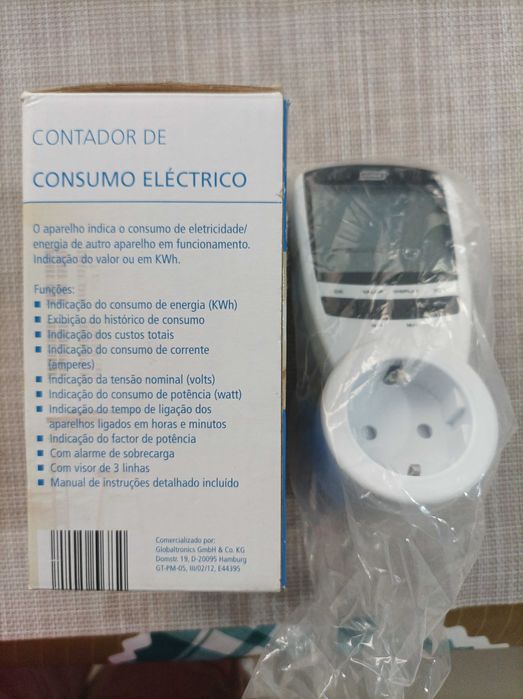 CONTADOR DE
CONSUMO ELÉCTRICO
O aparelho indica o consumo de eletricidade/
energia de autro aparelho em funcionamento.
Indicação do valor ou em KWh.
Funções:
■ Indicação do consumo de energia (KWh)
■ Exibição do histórico de consumo
■ Indicação dos custos totais
■ Indicação do consumo de corrente
(amperes)
■ Indicação da tensão nominal (volts)
■ Indicação do consumo de potência (watt)
■ Indicação do tempo de ligação dos
aparelhos ligados em horas e minutos
■ Indicação do factor de potência
■ Com alarme de sobrecarga
■ Com visor de 3 linhas
■ Manual de instruções detalhado incluído
Comercializado por:
Globaltronics GmbH & Co. KG
Domstr. 19, D-20095 Hamburg
GT-PM-05, III/02/12, E44395
OK VALUE DISPLAY